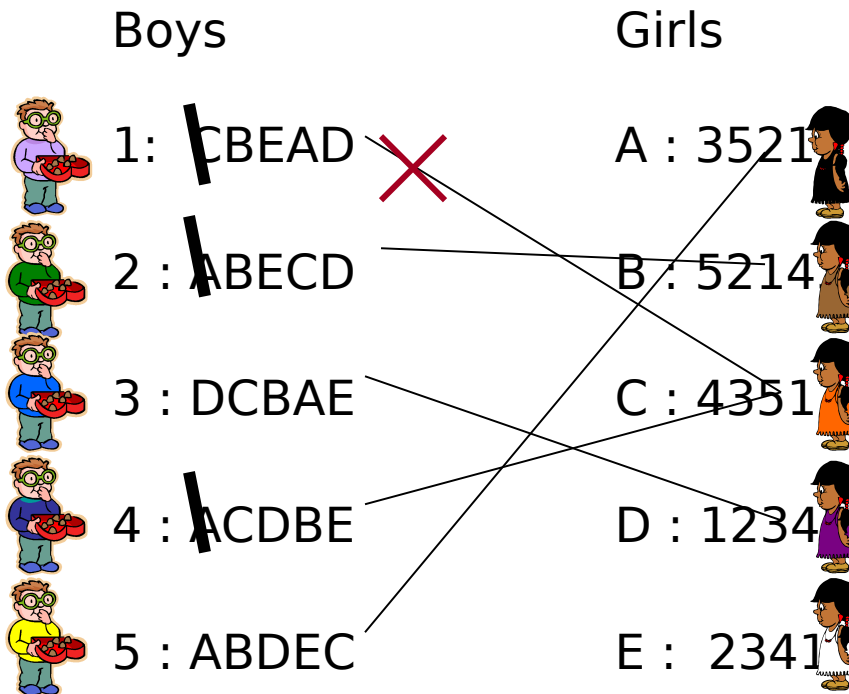 Boys Girls
1: CBEAD A : 3521
2 : ABECD B : 5214
3 : DCBAE C : 4351
4 : ACDBE D : 1234
5 : ABDEC E : 2341